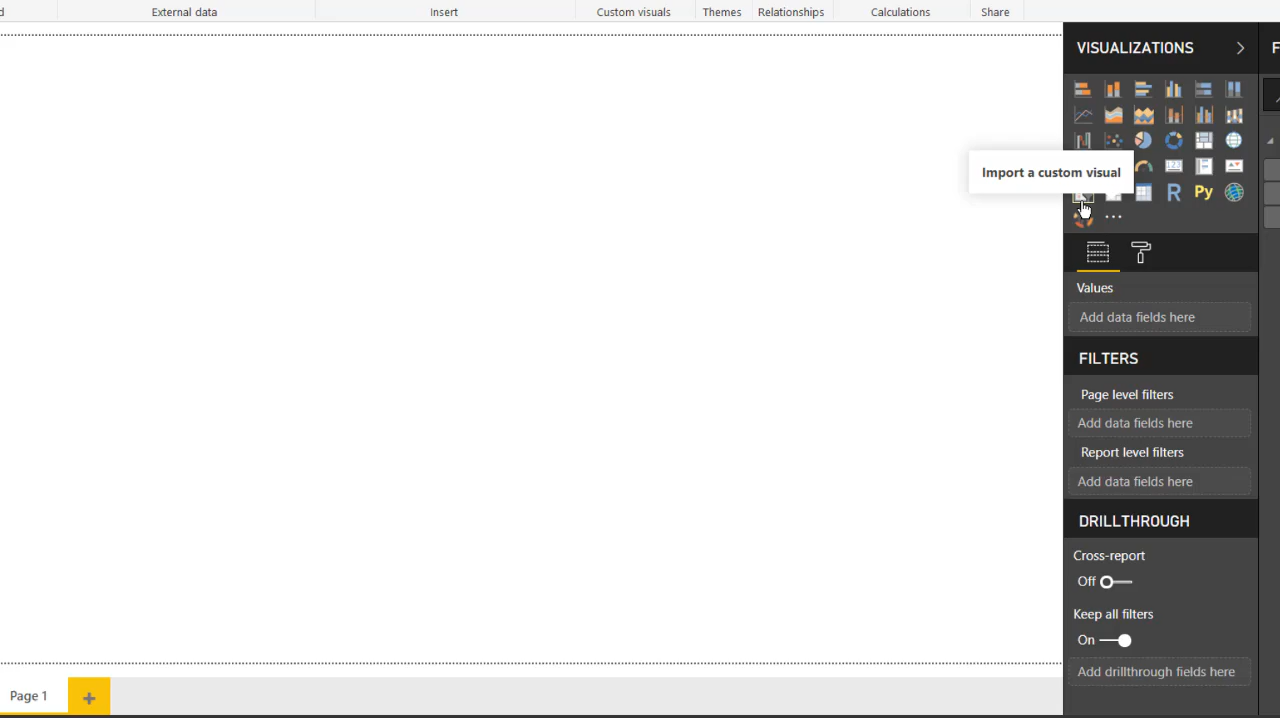 d
External data
Insert
Custom visuals
Themes
Relationships
Calculations
Share
VISUALIZATIONS
F
Import a custom visual
123
R
Py
Values
Add data fields here
FILTERS
Page level filters
Add data fields here
Report level filters
Add data fields here
DRILLTHROUGH
Cross-report
Off
Keep all filters
On
Add drillthrough fields here
Page 1